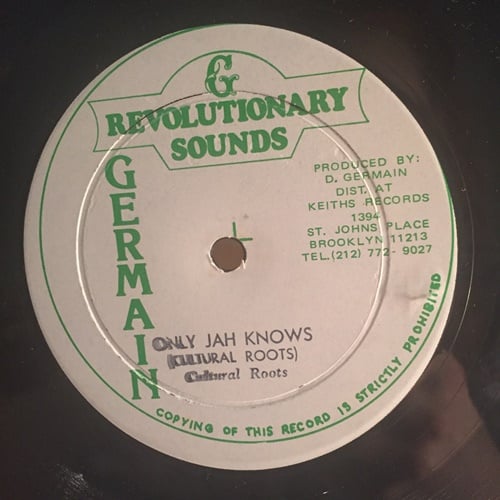 G
REVOLUTIONARY
SOUNDS
GERMAIN
PRODUCED BY:
D. GERMAIN
DIST. AT
KEITHS RECORDS
1394
ST. JOHNS PLACE
BROOKLYN 11213
TEL.(212) 772- 9027
ONLY JAH KNOWS
(CULTURAL ROOTS)
Cultural Roots
COPYING OF THIS RECORD IS STRICTLY PROHIBITED